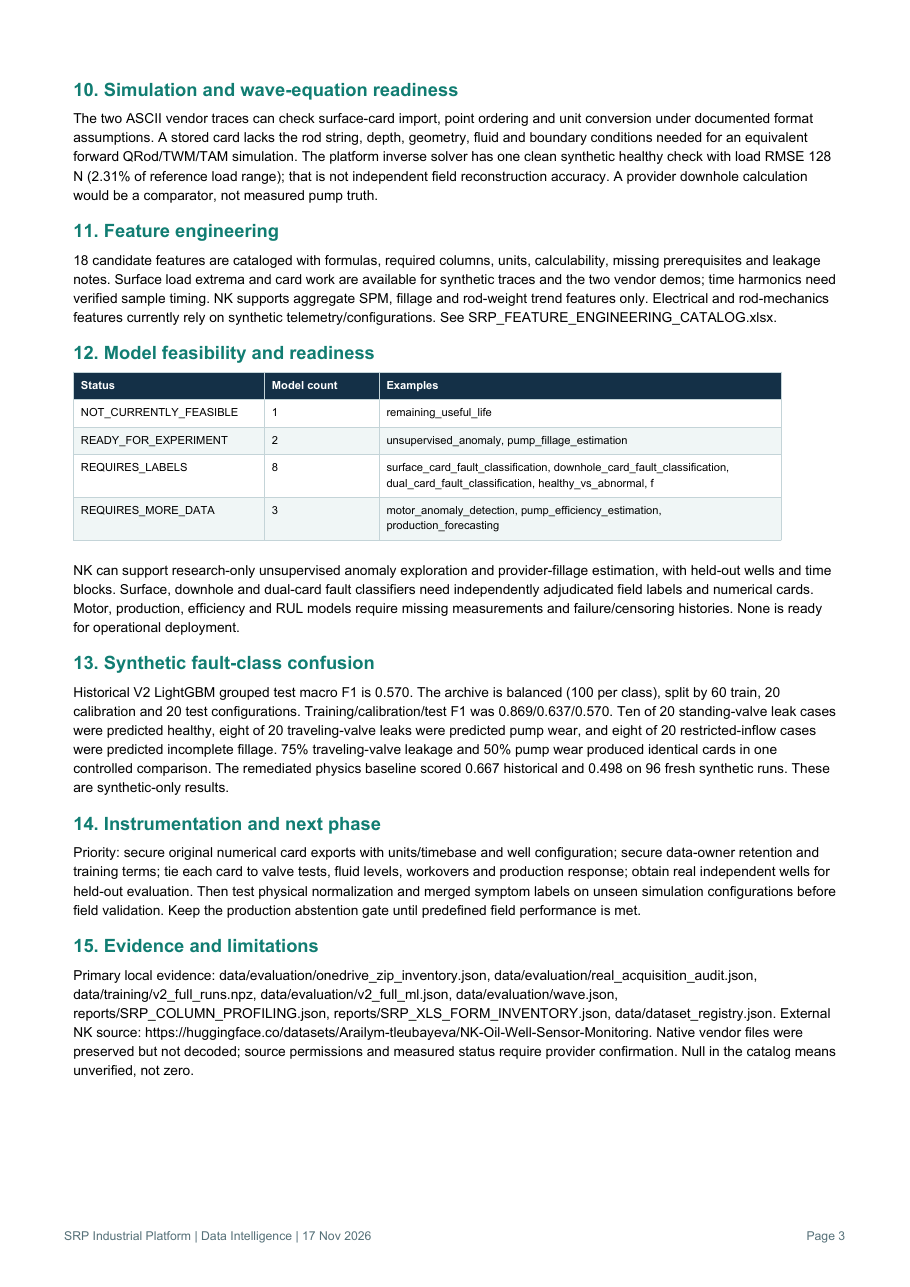 10. Simulation and wave-equation readiness
The two ASCII vendor traces can check surface-card import, point ordering and unit conversion under documented format
assumptions. A stored card lacks the rod string, depth, geometry, fluid and boundary conditions needed for an equivalent
forward QRod/TWM/TAM simulation. The platform inverse solver has one clean synthetic healthy check with load RMSE 128
N (2.31% of reference load range); that is not independent field reconstruction accuracy. A provider downhole calculation
would be a comparator, not measured pump truth.
11. Feature engineering
18 candidate features are cataloged with formulas, required columns, units, calculability, missing prerequisites and leakage
notes. Surface load extrema and card work are available for synthetic traces and the two vendor demos; time harmonics need
verified sample timing. NK supports aggregate SPM, fillage and rod-weight trend features only. Electrical and rod-mechanics
features currently rely on synthetic telemetry/configurations. See SRP_FEATURE_ENGINEERING_CATALOG.xlsx.
12. Model feasibility and readiness
Status Model count Examples
NOT_CURRENTLY_FEASIBLE 1 remaining_useful_life
READY_FOR_EXPERIMENT 2 unsupervised_anomaly, pump_fillage_estimation
REQUIRES_LABELS 8 surface_card_fault_classification, downhole_card_fault_classification,
dual_card_fault_classification, healthy_vs_abnormal, f
REQUIRES_MORE_DATA 3 motor_anomaly_detection, pump_efficiency_estimation,
production_forecasting
NK can support research-only unsupervised anomaly exploration and provider-fillage estimation, with held-out wells and time
blocks. Surface, downhole and dual-card fault classifiers need independently adjudicated field labels and numerical cards.
Motor, production, efficiency and RUL models require missing measurements and failure/censoring histories. None is ready
for operational deployment.
13. Synthetic fault-class confusion
Historical V2 LightGBM grouped test macro F1 is 0.570. The archive is balanced (100 per class), split by 60 train, 20
calibration and 20 test configurations. Training/calibration/test F1 was 0.869/0.637/0.570. Ten of 20 standing-valve leak cases
were predicted healthy, eight of 20 traveling-valve leaks were predicted pump wear, and eight of 20 restricted-inflow cases
were predicted incomplete fillage. 75% traveling-valve leakage and 50% pump wear produced identical cards in one
controlled comparison. The remediated physics baseline scored 0.667 historical and 0.498 on 96 fresh synthetic runs. These
are synthetic-only results.
14. Instrumentation and next phase
Priority: secure original numerical card exports with units/timebase and well configuration; secure data-owner retention and
training terms; tie each card to valve tests, fluid levels, workovers and production response; obtain real independent wells for
held-out evaluation. Then test physical normalization and merged symptom labels on unseen simulation configurations before
field validation. Keep the production abstention gate until predefined field performance is met.
15. Evidence and limitations
Primary local evidence: data/evaluation/onedrive_zip_inventory.json, data/evaluation/real_acquisition_audit.json,
data/training/v2_full_runs.npz, data/evaluation/v2_full_ml.json, data/evaluation/wave.json,
reports/SRP_COLUMN_PROFILING.json, reports/SRP_XLS_FORM_INVENTORY.json, data/dataset_registry.json. External
NK source: https://huggingface.co/datasets/Arailym-tleubayeva/NK-Oil-Well-Sensor-Monitoring. Native vendor files were
preserved but not decoded; source permissions and measured status require provider confirmation. Null in the catalog means
unverified, not zero.
SRP Industrial Platform | Data Intelligence | 17 Nov 2026 Page 3